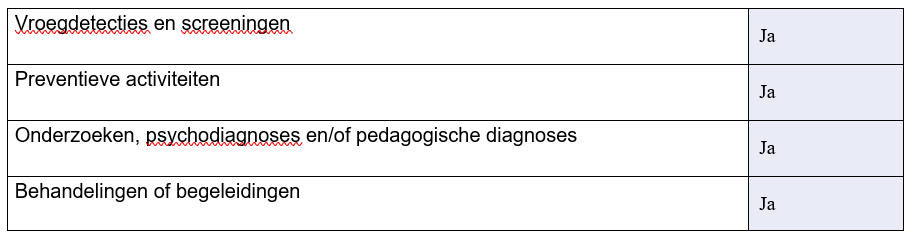 Vroegdetecties en screeningen
Ja
Preventieve activiteiten
Ja
Onderzoeken, psychodiagnoses en/of pedagogische diagnoses
Ja
Behandelingen of begeleidingen
Ja